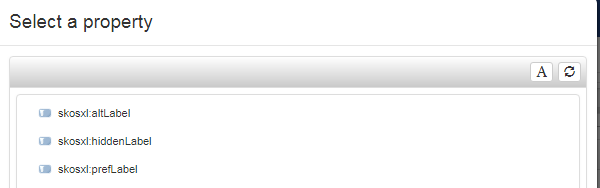 Select a property
A
skosxl:altLabel
skosxl:hiddenLabel
skosxl:prefLabel